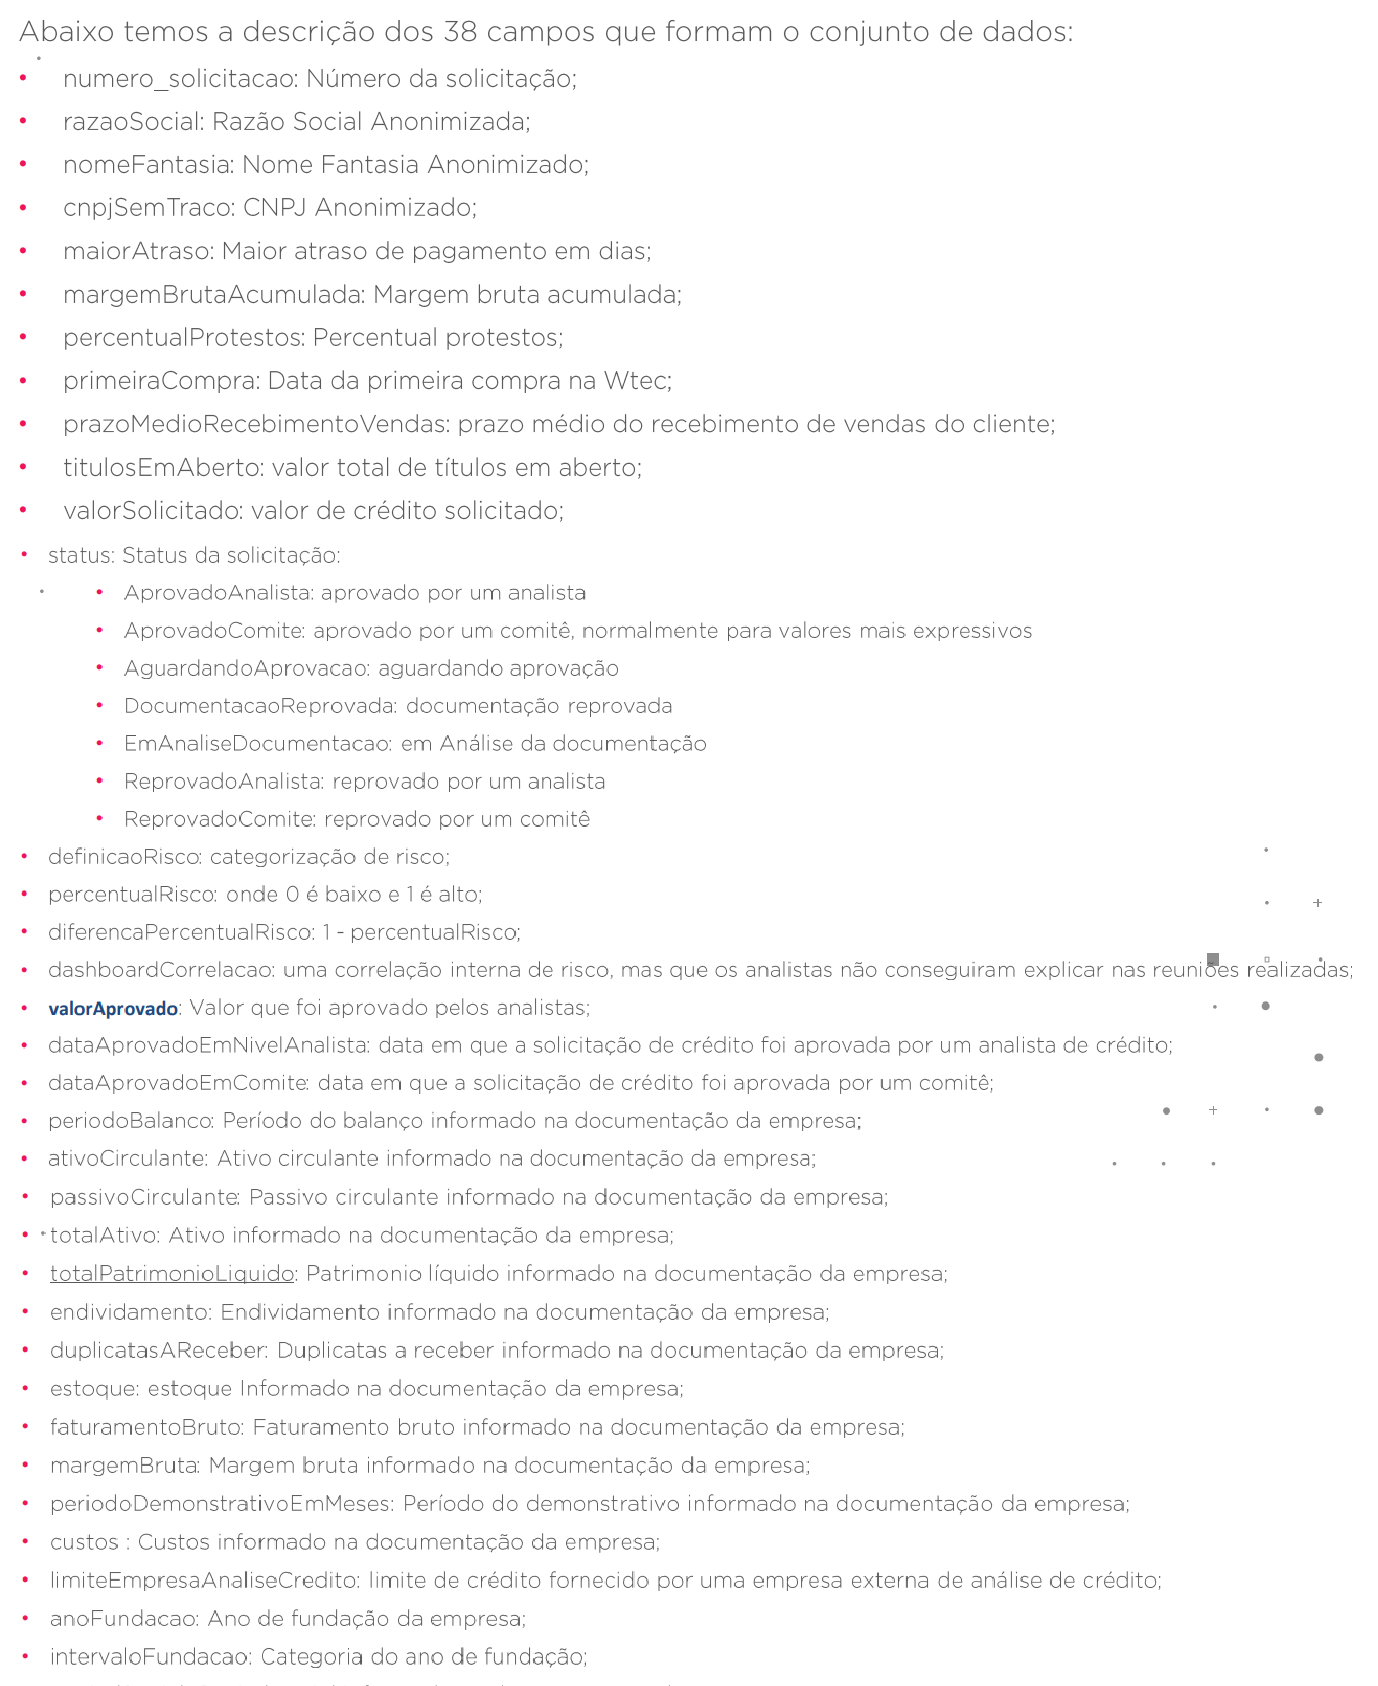 Abaixo temos a descrição dos 38 campos que formam o conjunto de dados:
• numero_solicitacao: Número da solicitação;
• razaoSocial: Razão Social Anonimizada;
• nomeFantasia: Nome Fantasia Anonimizado;
• cnpjSemTraco: CNPJ Anonimizado;
• maiorAtraso: Maior atraso de pagamento em dias;
• margemBrutaAcumulada: Margem bruta acumulada;
• percentualProtestos: Percentual protestos;
• primeiraCompra: Data da primeira compra na Wtec;
• prazoMedioRecebimentoVendas: prazo médio do recebimento de vendas do cliente;
• titulosEmAberto: valor total de títulos em aberto;
• valorSolicitado: valor de crédito solicitado;
• status: Status da solicitação:
• AprovadoAnalista: aprovado por um analista
• AprovadoComite: aprovado por um comitê, normalmente para valores mais expressivos
• AguardandoAprovacao: aguardando aprovação
• DocumentacaoReprovada: documentação reprovada
• EmAnaliseDocumentacao: em Análise da documentação
• ReprovadoAnalista: reprovado por um analista
• ReprovadoComite: reprovado por um comitê
• definicaoRisco: categorização de risco;
• percentualRisco: onde 0 é baixo e 1 é alto;
• diferencaPercentualRisco: 1 - percentualRisco;
• dashboardCorrelacao: uma correlação interna de risco, mas que os analistas não conseguiram explicar nas reuniões realizadas;
• valorAprovado: Valor que foi aprovado pelos analistas;
• dataAprovadoEmNivelAnalista: data em que a solicitação de crédito foi aprovada por um analista de crédito;
• dataAprovadoEmComite: data em que a solicitação de crédito foi aprovada por um comitê;
• periodoBalanco: Período do balanço informado na documentação da empresa;
• ativoCirculante: Ativo circulante informado na documentação da empresa;
• passivoCirculante: Passivo circulante informado na documentação da empresa;
• totalAtivo: Ativo informado na documentação da empresa;
• totalPatrimonioLiquido: Patrimonio líquido informado na documentação da empresa;
• endividamento: Endividamento informado na documentação da empresa;
• duplicatasAReceber: Duplicatas a receber informado na documentação da empresa;
• estoque: estoque Informado na documentação da empresa;
• faturamentoBruto: Faturamento bruto informado na documentação da empresa;
• margemBruta: Margem bruta informado na documentação da empresa;
• periodoDemonstrativoEmMeses: Período do demonstrativo informado na documentação da empresa;
• custos : Custos informado na documentação da empresa;
• limiteEmpresaAnaliseCredito: limite de crédito fornecido por uma empresa externa de análise de crédito;
• anoFundacao: Ano de fundação da empresa;
• intervaloFundacao: Categoria do ano de fundação;